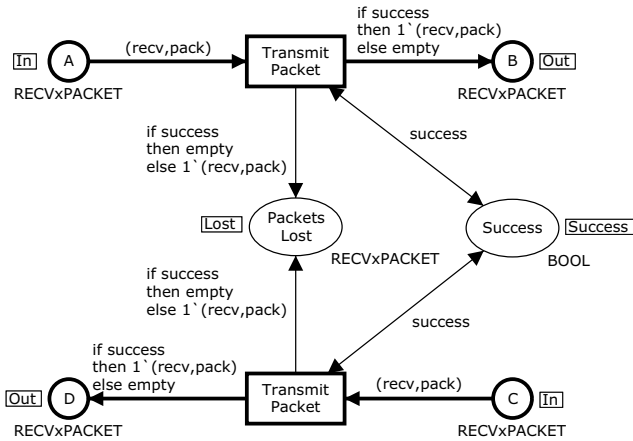 if success
then 1`(recv,pack)
else empty
In
A
(recv,pack)
Transmit
Packet
B
Out
RECVxPACKET
RECVxPACKET
if success
then empty
else 1`(recv,pack)
success
Lost
Packets
Lost
Success
Success
RECVxPACKET
BOOL
if success
then empty
else 1`(recv,pack)
success
if success
then 1`(recv,pack)
else empty
Out
D
Transmit
Packet
(recv,pack)
C
In
RECVxPACKET
RECVxPACKET